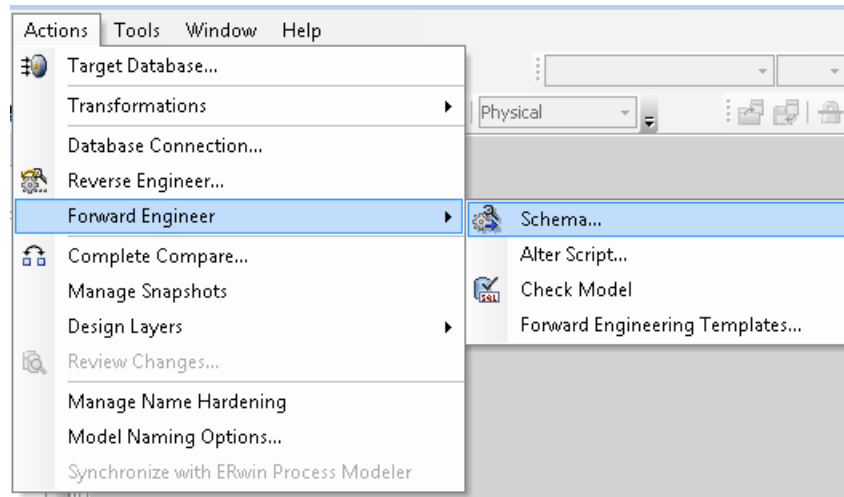 Actions Tools Window Help
Target Database...
Transformations
Physical
Database Connection...
Reverse Engineer...
Forward Engineer
Schema...
Complete Compare...
Alter Script...
Manage Snapshots
SQL
Check Model
Design Layers
Forward Engineering Templates...
Review Changes...
Manage Name Hardening
Model Naming Options...
Synchronize with ERwin Process Modeler